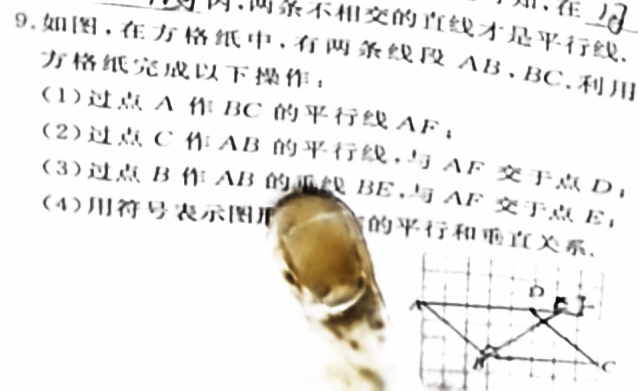 内,两条不相交的直线才是平行线.
在
9.如图,在方格纸中,有两条线段 AB,BC.利用
方格纸完成以下操作:
(1)过点 A 作 BC 的平行线 AF;
(2)过点 C 作 AB 的平行线,与 AF 交于点 D;
(3)过点 B 作 AB 的垂线 BE,与 AF 交于点 E;
(4)用符号表示图形 的平行和垂直关系.
D E
A
B C